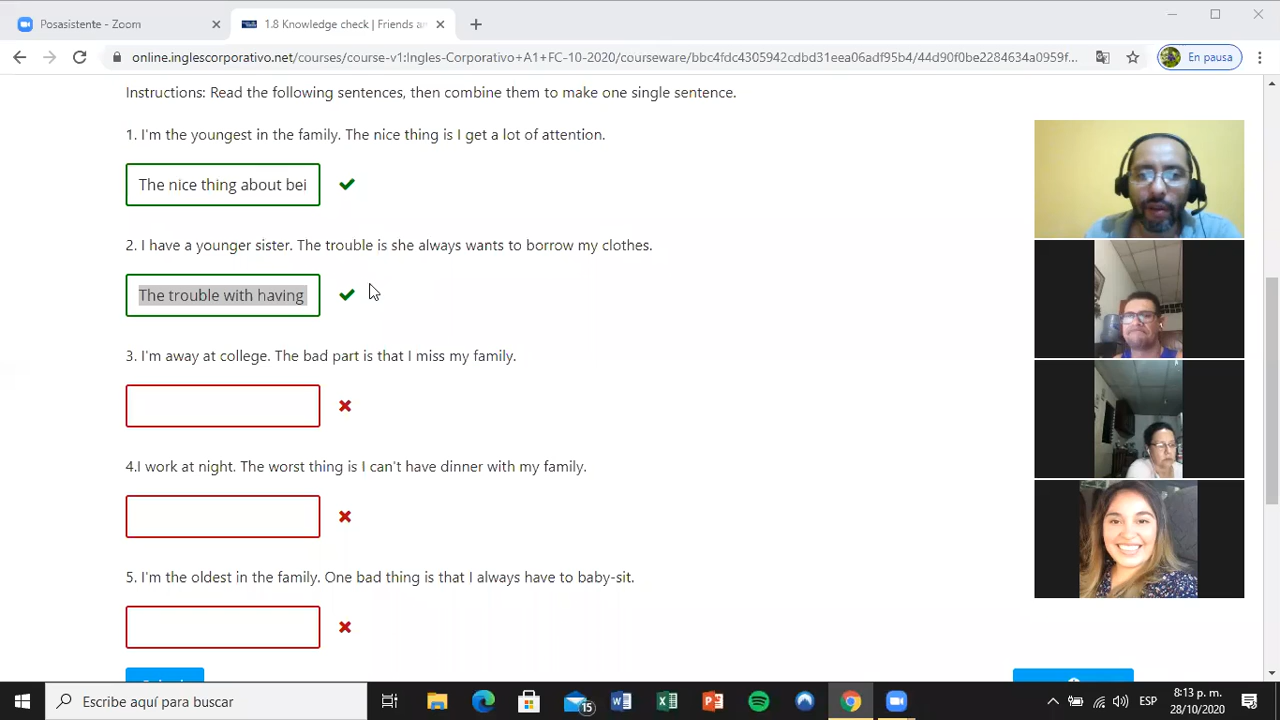 Posasistente - Zoom
1.8 Knowledge check | Friends an
online.inglescorporativo.net/courses/course-v1:Ingles-Corporativo+A1+FC-10-2020/courseware/bbc4fdc4305942cdbd31eea06adf95b4/44d90f0be2284634a0959f...
En pausa
Instructions: Read the following sentences, then combine them to make one single sentence.
1. I'm the youngest in the family. The nice thing is I get a lot of attention.
The nice thing about bei
2. I have a younger sister. The trouble is she always wants to borrow my clothes.
The trouble with having
3. I'm away at college. The bad part is that I miss my family.
4.I work at night. The worst thing is I can't have dinner with my family.
5. I'm the oldest in the family. One bad thing is that I always have to baby-sit.
Escribe aquí para buscar
15
ESP
8:13 p. m.
28/10/2020